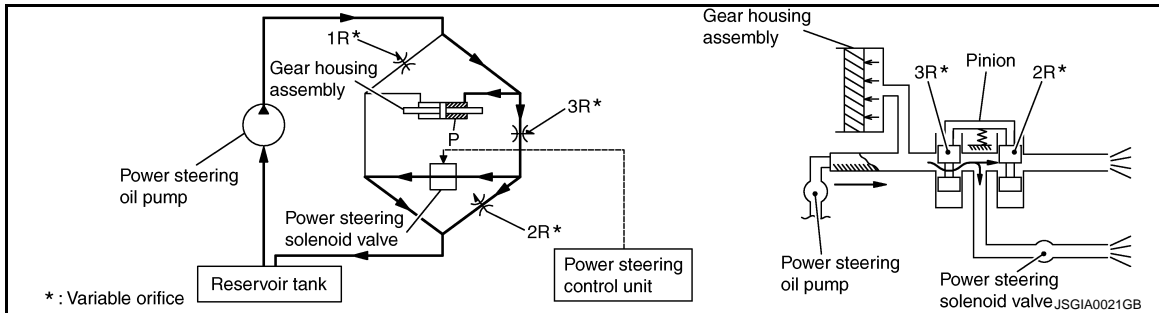 1R*
Gear housing
assembly
3R*
P
Power steering
oil pump
Power steering
solenoid valve
2R*
Reservoir tank
Power steering
control unit
* : Variable orifice
Gear housing
assembly
Pinion
3R*
2R*
Power steering
oil pump
Power steering
solenoid valve
JSGIA0021GB